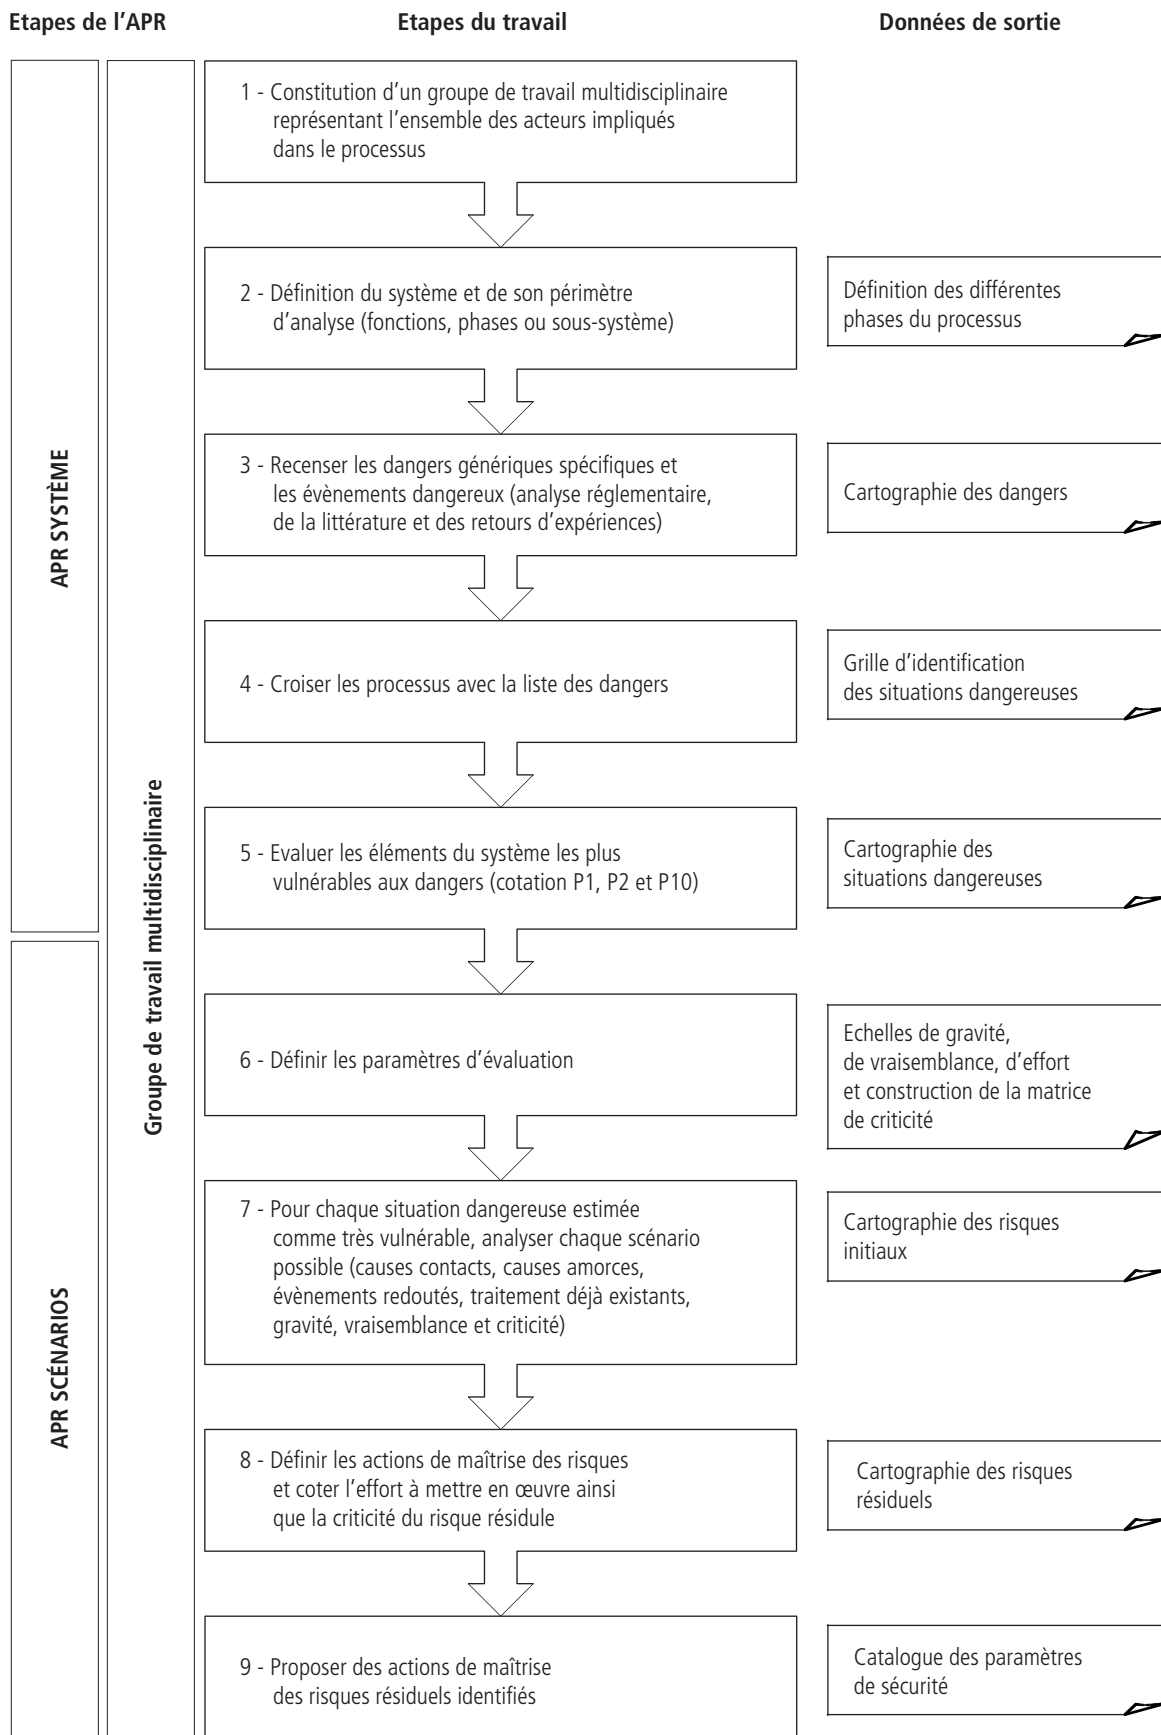 Etapes de l’APR
Etapes du travail
Données de sortie
APR SYSTÈME
APR SCÉNARIOS
Groupe de travail multidisciplinaire
1 - Constitution d’un groupe de travail multidisciplinaire
représentant l’ensemble des acteurs impliqués
dans le processus
2 - Définition du système et de son périmètre
d’analyse (fonctions, phases ou sous-système)
Définition des différentes
phases du processus
3 - Recenser les dangers génériques spécifiques et
les évènements dangereux (analyse réglementaire,
de la littérature et des retours d’expériences)
Cartographie des dangers
4 - Croiser les processus avec la liste des dangers
Grille d’identification
des situations dangereuses
5 - Evaluer les éléments du système les plus
vulnérables aux dangers (cotation P1, P2 et P10)
Cartographie des
situations dangereuses
6 - Définir les paramètres d’évaluation
Echelles de gravité,
de vraisemblance, d’effort
et construction de la matrice
de criticité
7 - Pour chaque situation dangereuse estimée
comme très vulnérable, analyser chaque scénario
possible (causes contacts, causes amorces,
évènements redoutés, traitement déjà existants,
gravité, vraisemblance et criticité)
Cartographie des risques
initiaux
8 - Définir les actions de maîtrise des risques
et coter l’effort à mettre en œuvre ainsi
que la criticité du risque résidule
Cartographie des risques
résiduels
9 - Proposer des actions de maîtrise
des risques résiduels identifiés
Catalogue des paramètres
de sécurité